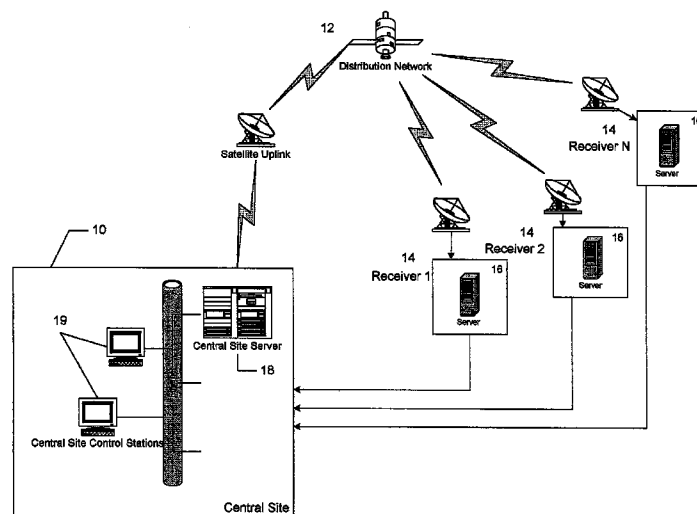 12
Distribution Network
Satellite Uplink
14
Receiver N
Server
14
Receiver 2
16
Server
14
Receiver 1
16
Server
10
19
Central Site Server
18
Central Site Control Stations
Central Site